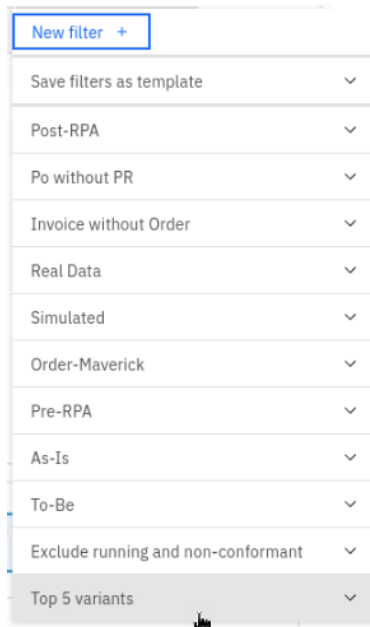 New filter +
Save filters as template
Post-RPA
Po without PR
Invoice without Order
Real Data
Simulated
Order-Maverick
Pre-RPA
As-Is
To-Be
Exclude running and non-conformant
Top 5 variants